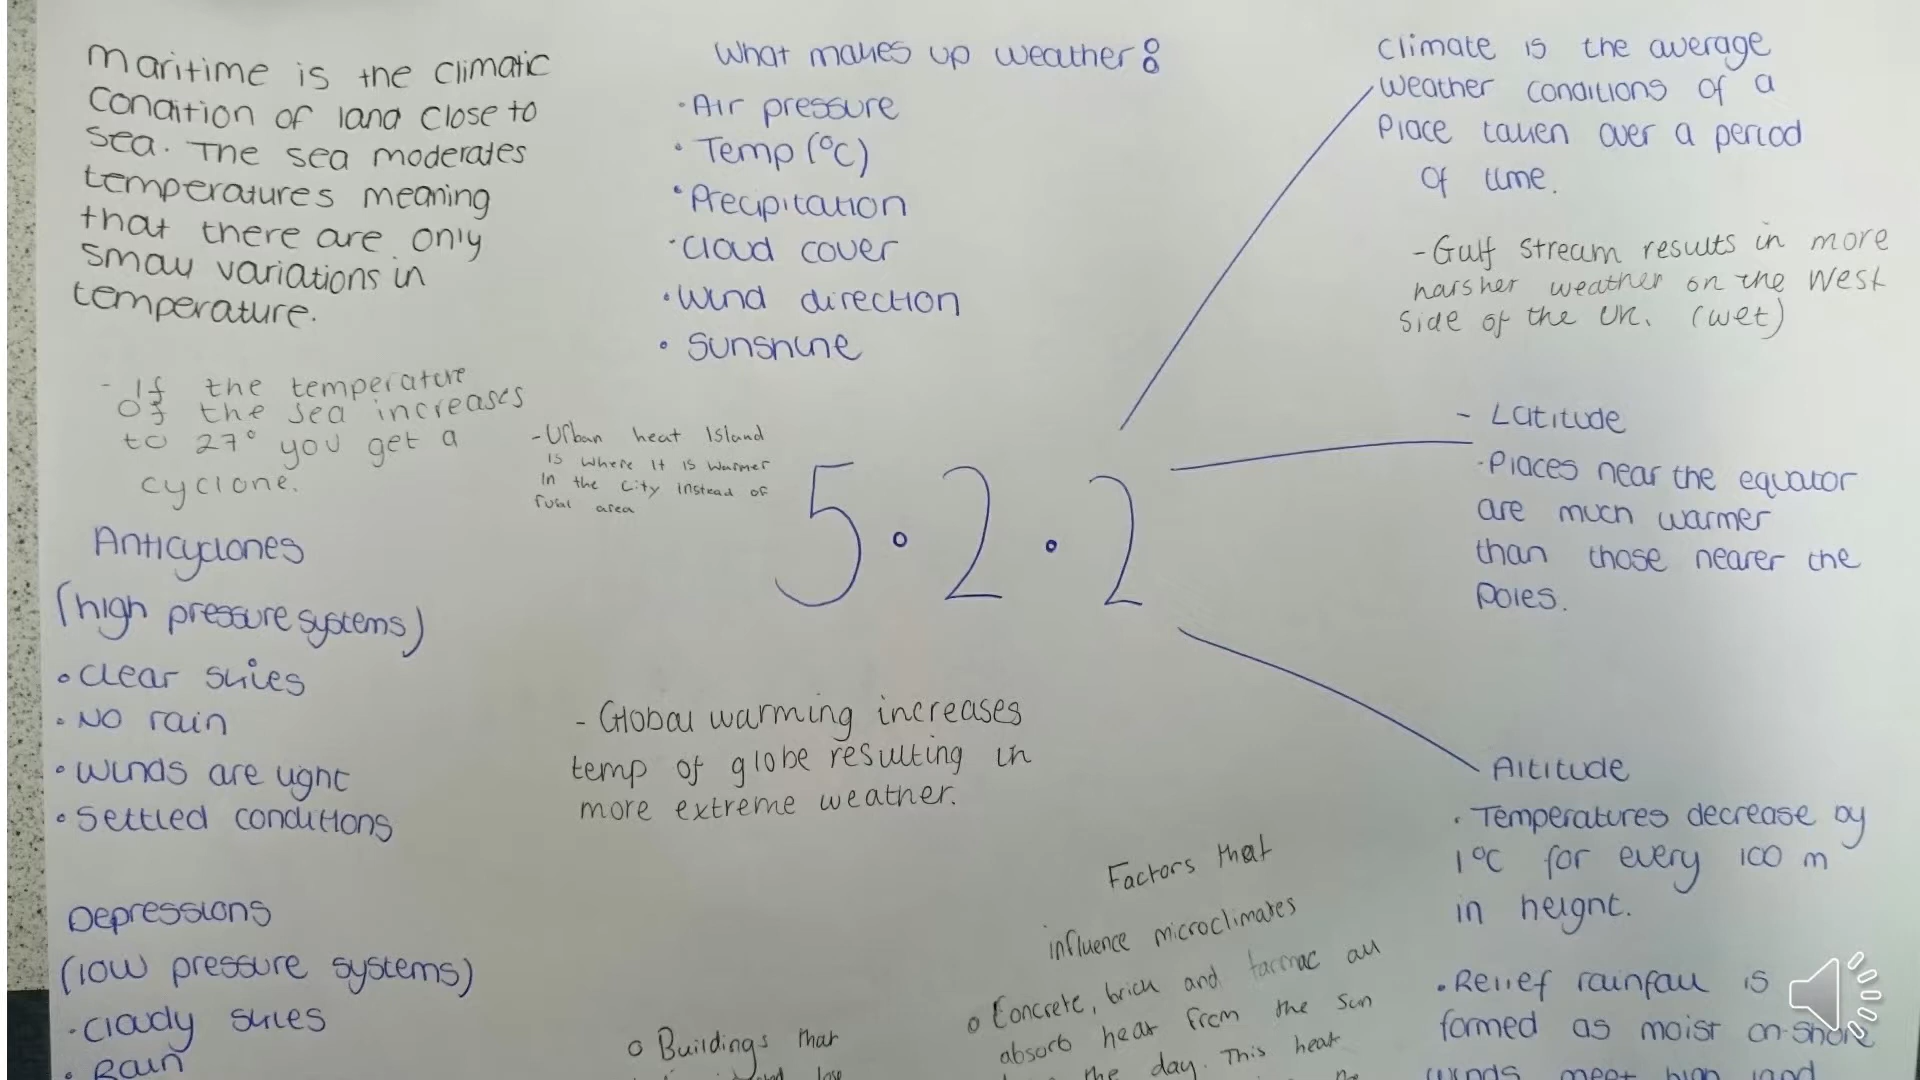 Maritime is the climatic
condition of land close to
sea. The sea moderates
temperatures meaning
that there are only
small variations in
temperature.
- If the temperature
of the sea increases
to 27° you get a
cyclone.
Anticyclones
(high pressure systems)
• Clear skies
• No rain
• Winds are light
• Settled conditions
Depressions
(low pressure systems)
• Cloudy skies
• Rain
What makes up weather:
• Air pressure
• Temp (°C)
• Precipitation
• Cloud cover
• Wind direction
• Sunshine
- Urban heat Island
is where it is warmer
in the city instead of
rural area
5.2.2
- Global warming increases
temp of globe resulting in
more extreme weather.
o Buildings that
Factors that
influence microclimates
o Concrete, brick and tarmac all
absorb heat from the sun
the day. This heat
Climate is the average
weather conditions of a
place taken over a period
of time.
- Gulf stream results in more
harsher weather on the West
side of the UK. (wet)
- Latitude
• Places near the equator
are much warmer
than those nearer the
poles.
Altitude
• Temperatures decrease by
1°C for every 100 m
in height.
• Relief rainfall is
formed as moist on-shore
winds meet high land